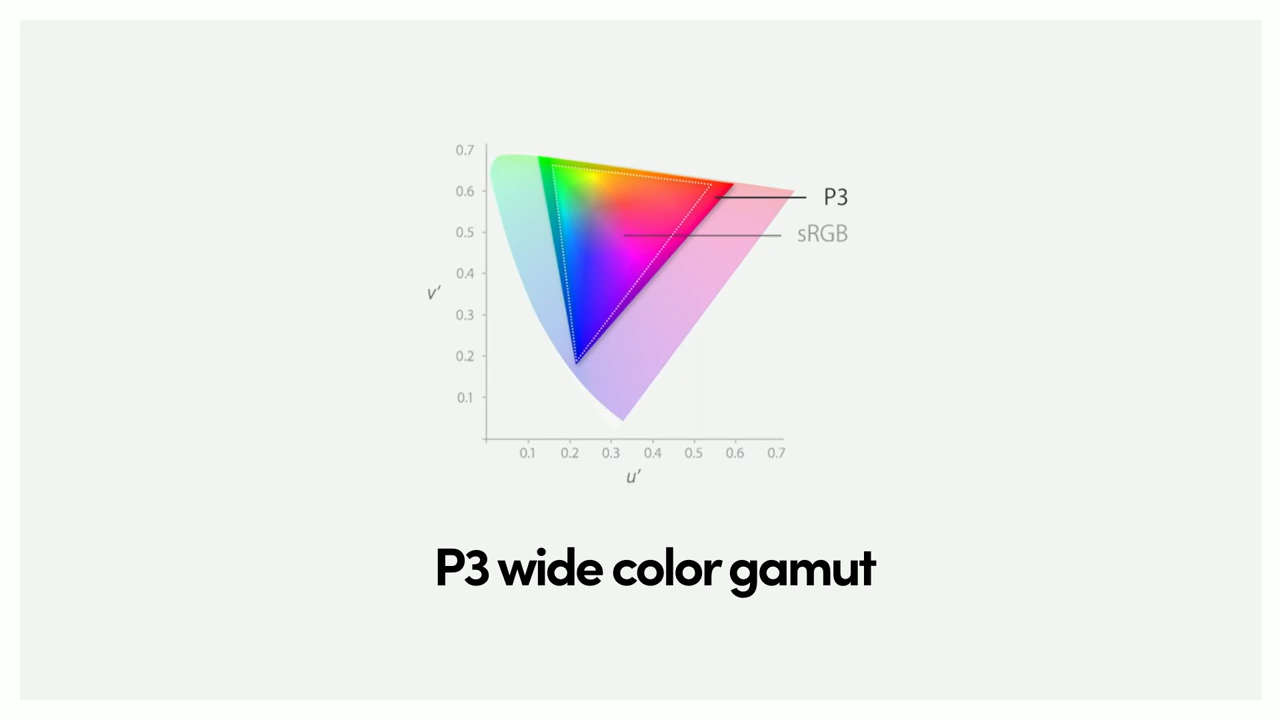 0.7
0.6
P3
0.5
sRGB
0.4
v′
0.3
0.2
0.1
0.1 0.2 0.3 0.4 0.5 0.6 0.7
u′
P3 wide color gamut